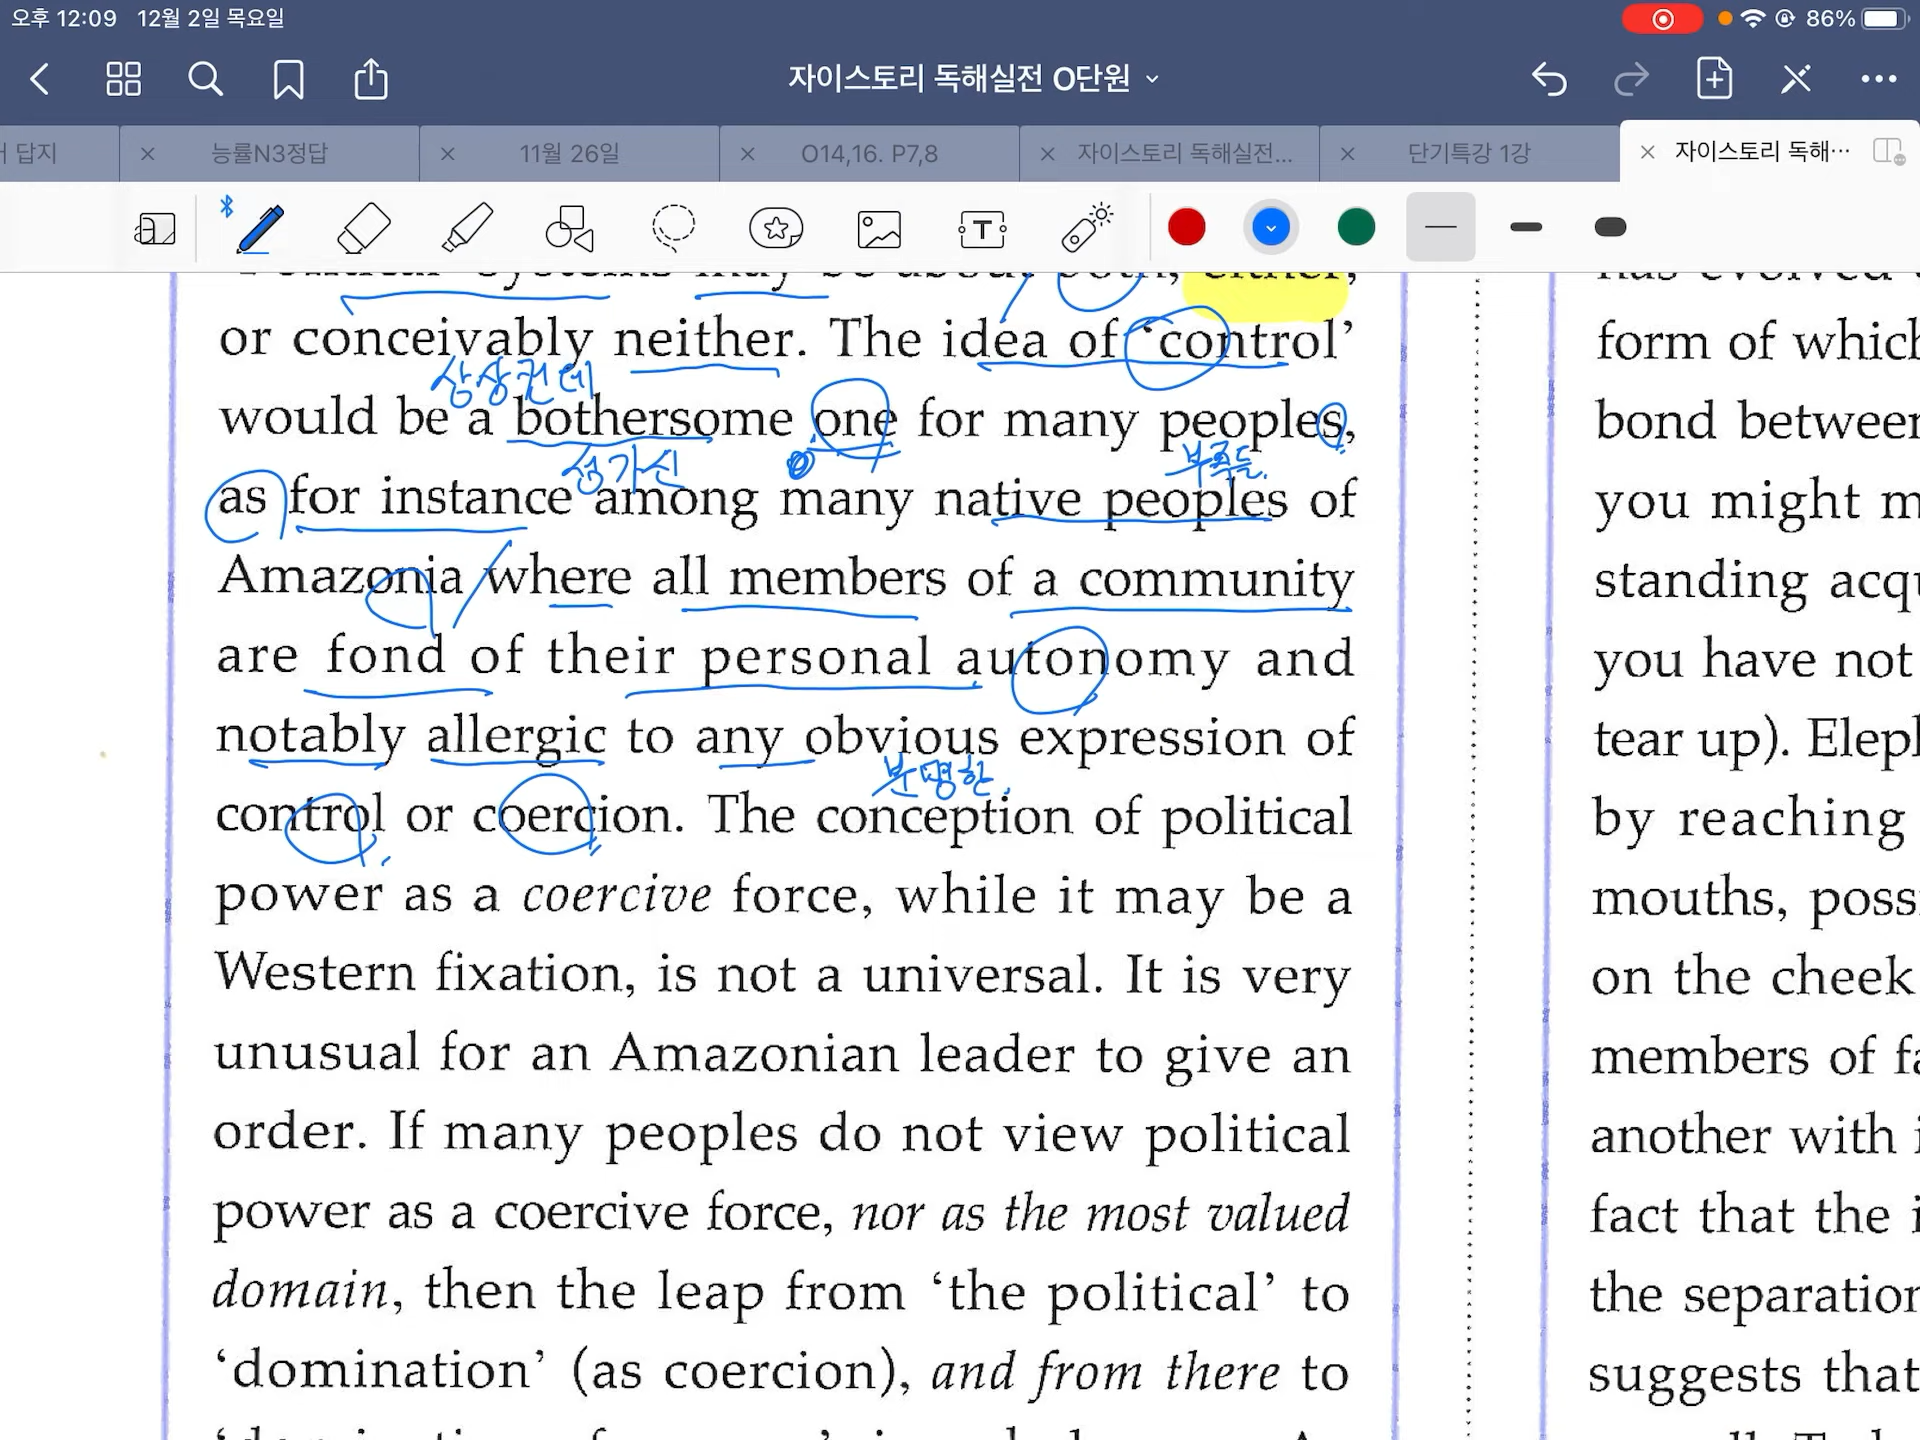 오후 12:09 12월 2일 목요일
86%
자이스토리 독해실전 O단원
답지
능률N3정답
11월 26일
O14,16. P7,8
자이스토리 독해실전...
단기특강 1강
자이스토리 독해...
or conceivably neither. The idea of ‘control’
상상컨데
would be a bothersome one for many peoples,
성가신
부족들.
as for instance among many native peoples of
Amazonia where all members of a community
are fond of their personal autonomy and
notably allergic to any obvious expression of
분명한.
control or coercion. The conception of political
power as a coercive force, while it may be a
Western fixation, is not a universal. It is very
unusual for an Amazonian leader to give an
order. If many peoples do not view political
power as a coercive force, nor as the most valued
domain, then the leap from ‘the political’ to
‘domination’ (as coercion), and from there to
form of which
bond between
you might m
standing acqu
you have not
tear up). Eleph
by reaching
mouths, possi
on the cheek
members of fa
another with i
fact that the i
the separation
suggests that